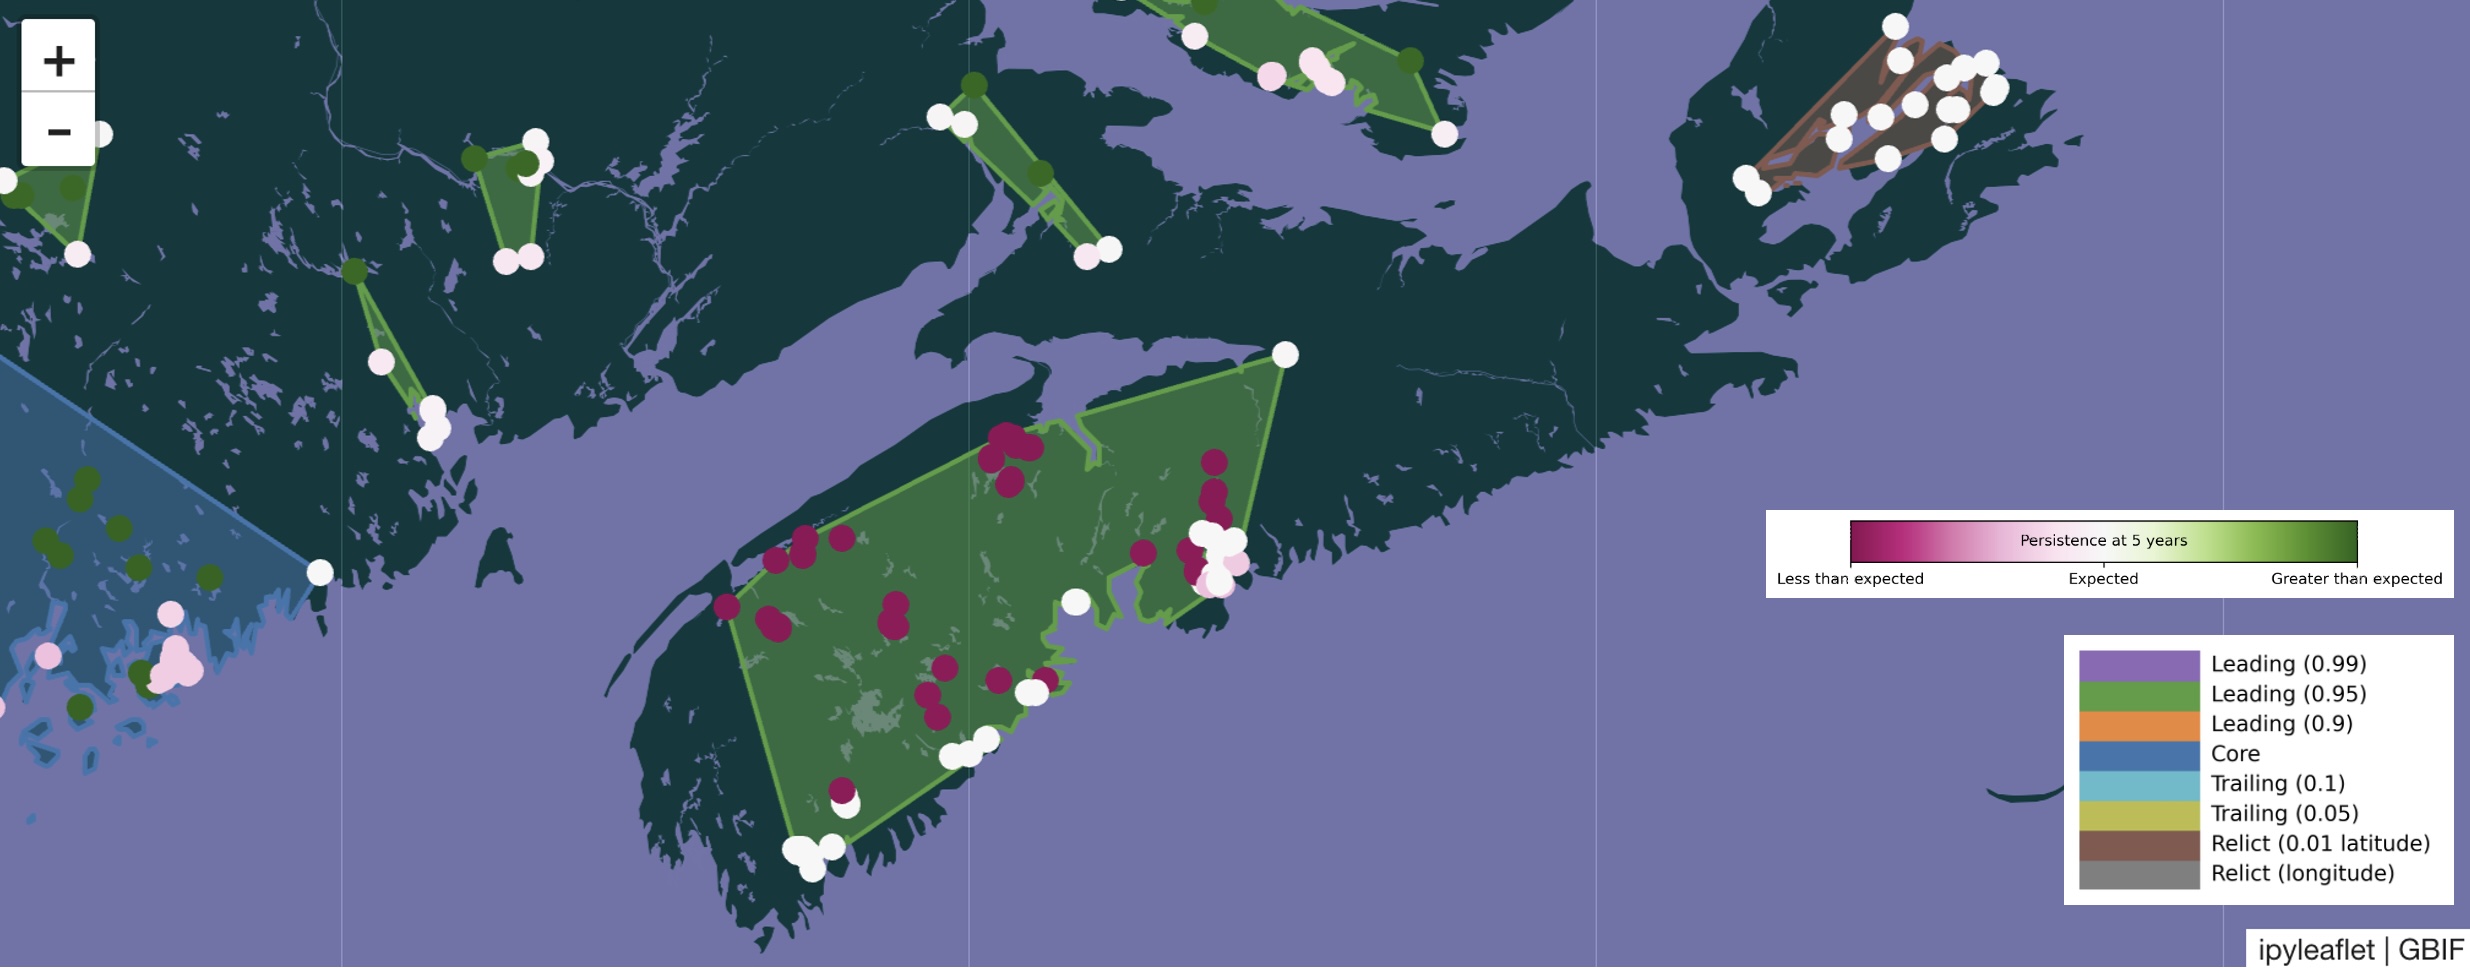 +
−
Persistence at 5 years
Less than expected Expected Greater than expected
Leading (0.99)
Leading (0.95)
Leading (0.9)
Core
Trailing (0.1)
Trailing (0.05)
Relict (0.01 latitude)
Relict (longitude)
ipyleaflet | GBIF